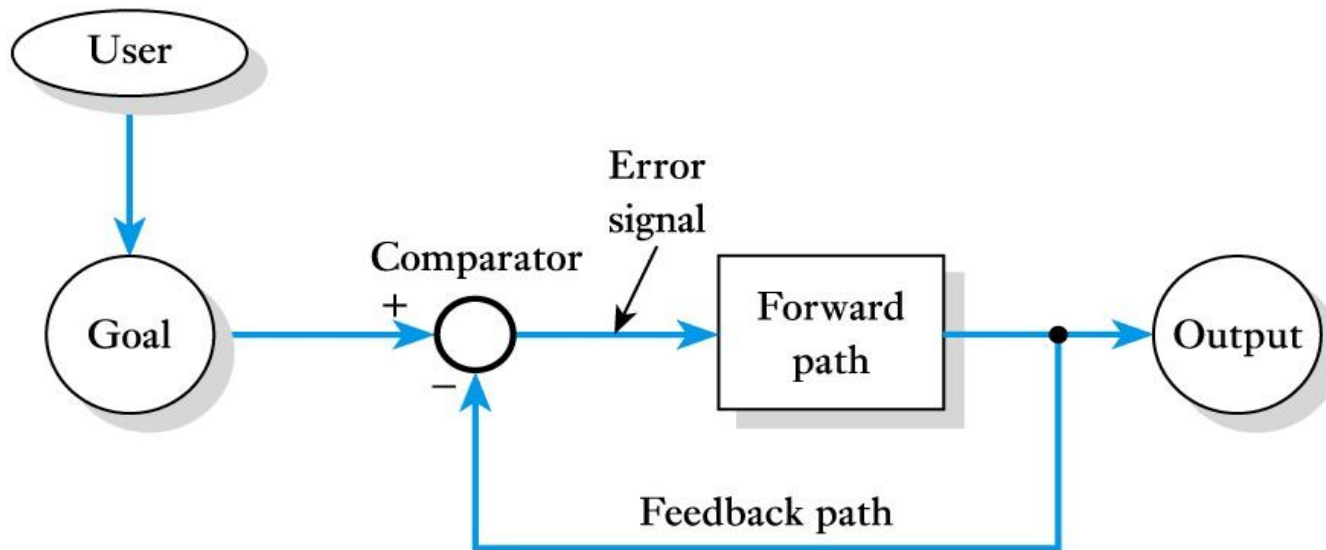 User
Error
signal
Comparator
+
Goal
Forward
path
Output
−
Feedback path